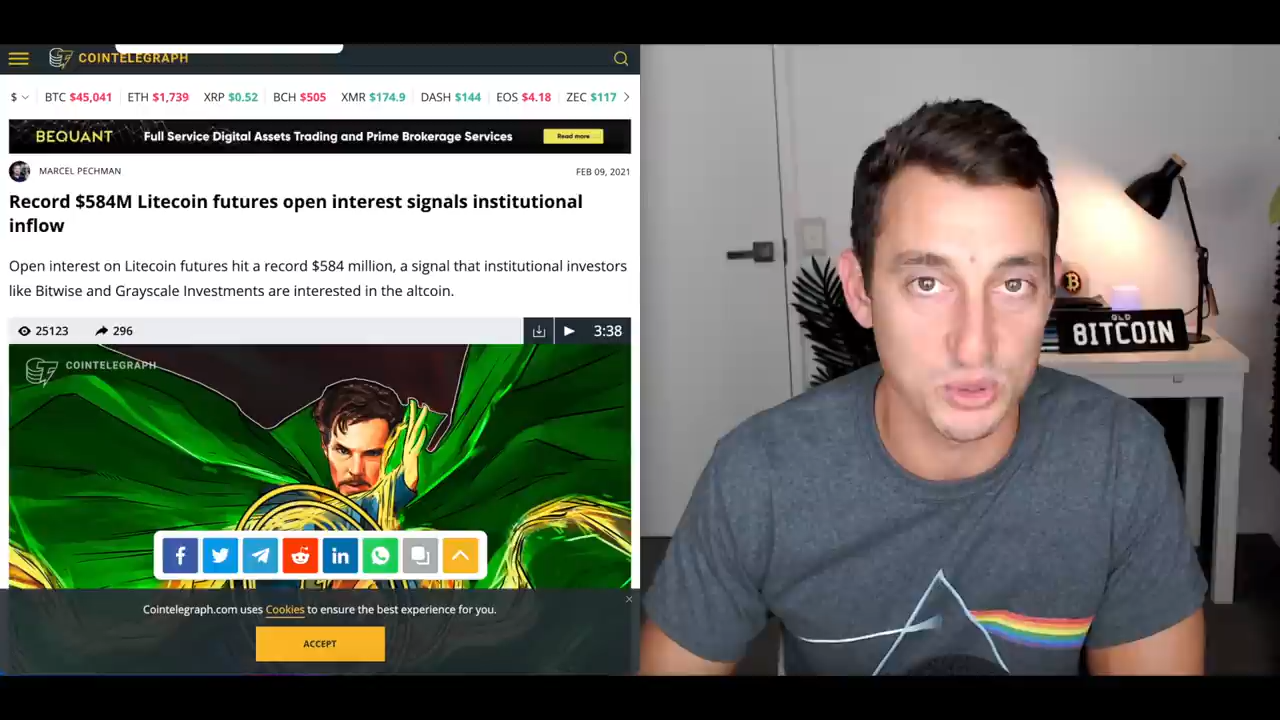 COINTELEGRAPH
$ BTC $45,041 ETH $1,739 XRP $0.52 BCH $505 XMR $174.9 DASH $144 EOS $4.18 ZEC $117
BEQUANT Full Service Digital Assets Trading and Prime Brokerage Services Read more
MARCEL PECHMAN FEB 09, 2021
Record $584M Litecoin futures open interest signals institutional
inflow
Open interest on Litecoin futures hit a record $584 million, a signal that institutional investors
like Bitwise and Grayscale Investments are interested in the altcoin.
25123 296 3:38
COINTELEGRAPH
Cointelegraph.com uses Cookies to ensure the best experience for you.
ACCEPT
QLD
BITCOIN